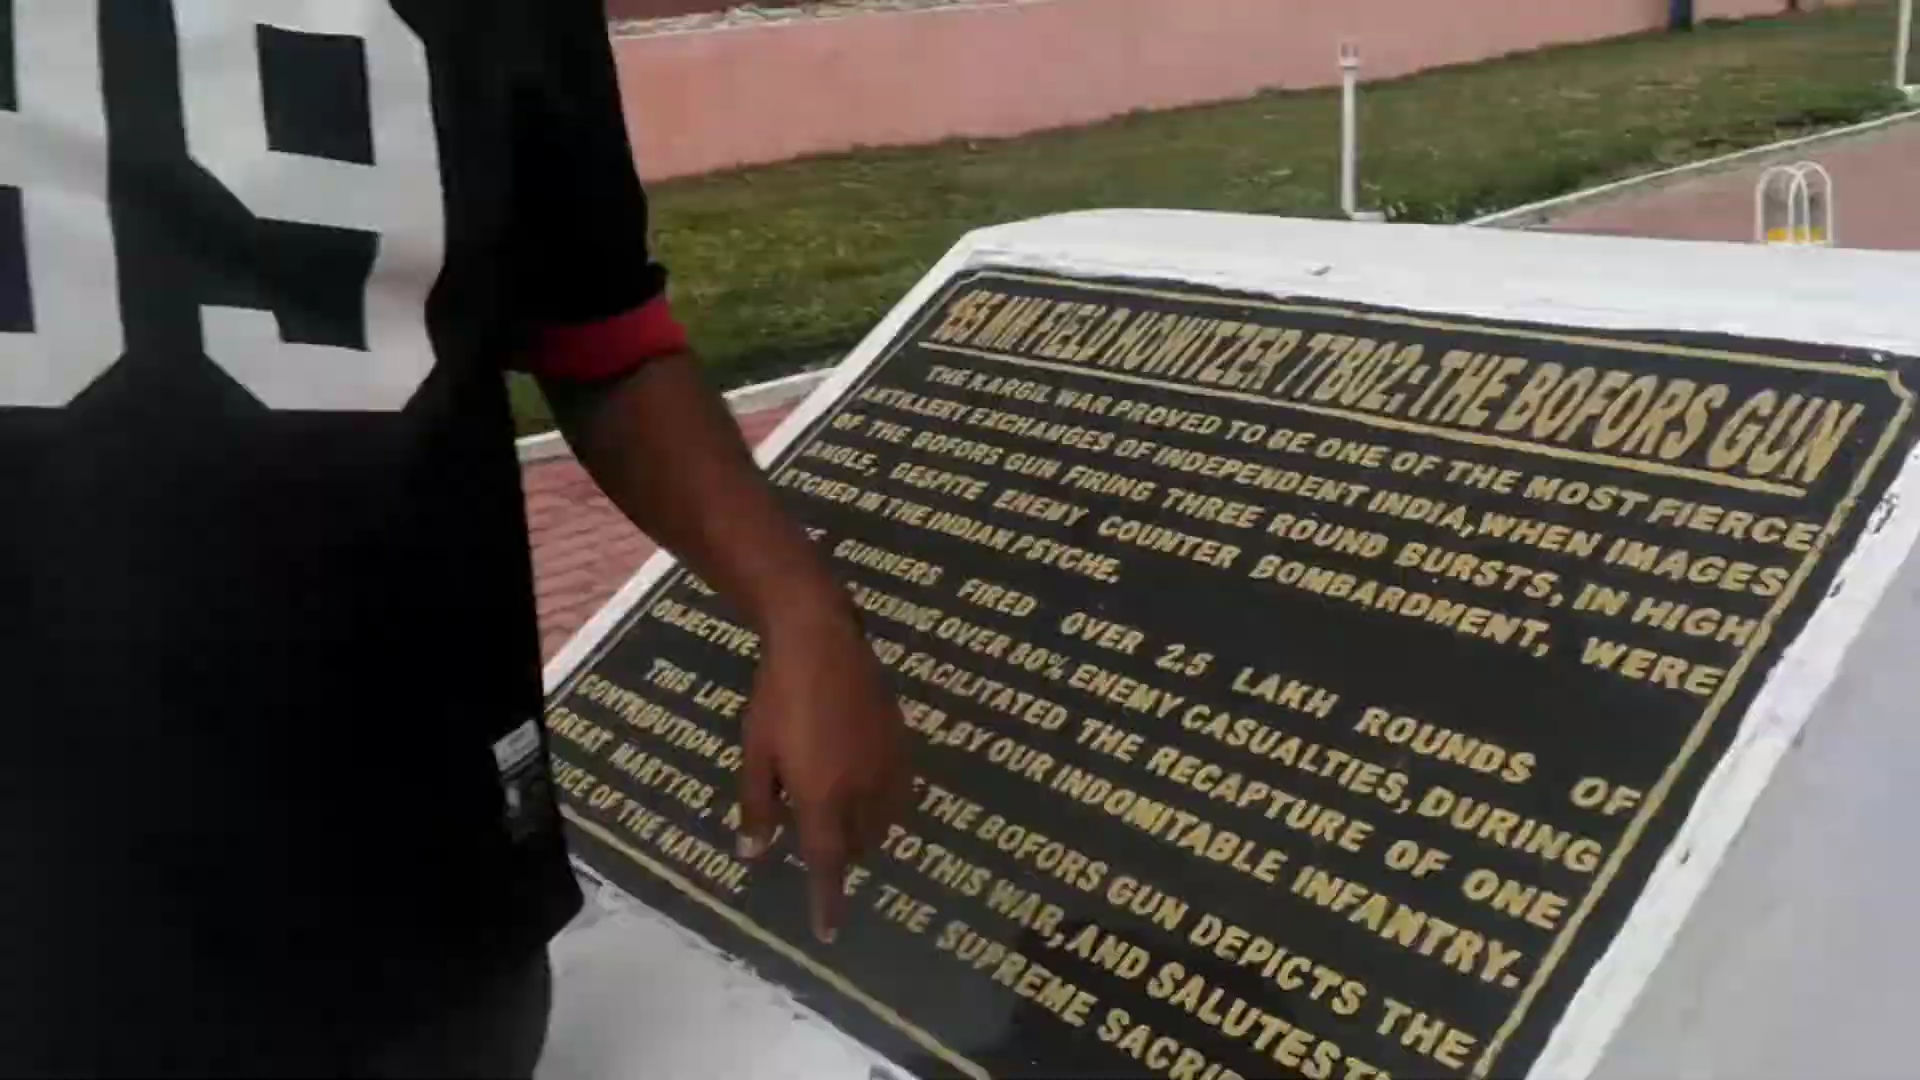 99
155 MM FIELD HOWITZER 77B02: THE BOFORS GUN
THE KARGIL WAR PROVED TO BE ONE OF THE MOST FIERCE
ARTILLERY EXCHANGES OF INDEPENDENT INDIA, WHEN IMAGES
OF THE BOFORS GUN FIRING THREE ROUND BURSTS, IN HIGH
ANGLE, DESPITE ENEMY COUNTER BOMBARDMENT, WERE
ETCHED IN THE INDIAN PSYCHE.
GUNNERS FIRED OVER 2.5 LAKH ROUNDS OF
CAUSING OVER 80% ENEMY CASUALTIES, DURING
AND FACILITATED THE RECAPTURE OF ONE
OBJECTIVE BY OUR INDOMITABLE INFANTRY.
THIS LIFE THE BOFORS GUN DEPICTS THE
CONTRIBUTION TO THIS WAR, AND SALUTES
GREAT MARTYRS, THE SUPREME
OF THE NATION.